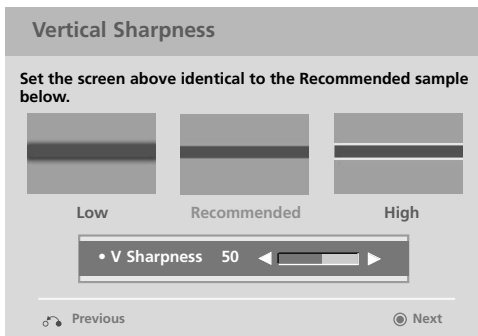 Vertical Sharpness
Set the screen above identical to the Recommended sample
below.
Low Recommended High
• V Sharpness 50
Previous Next